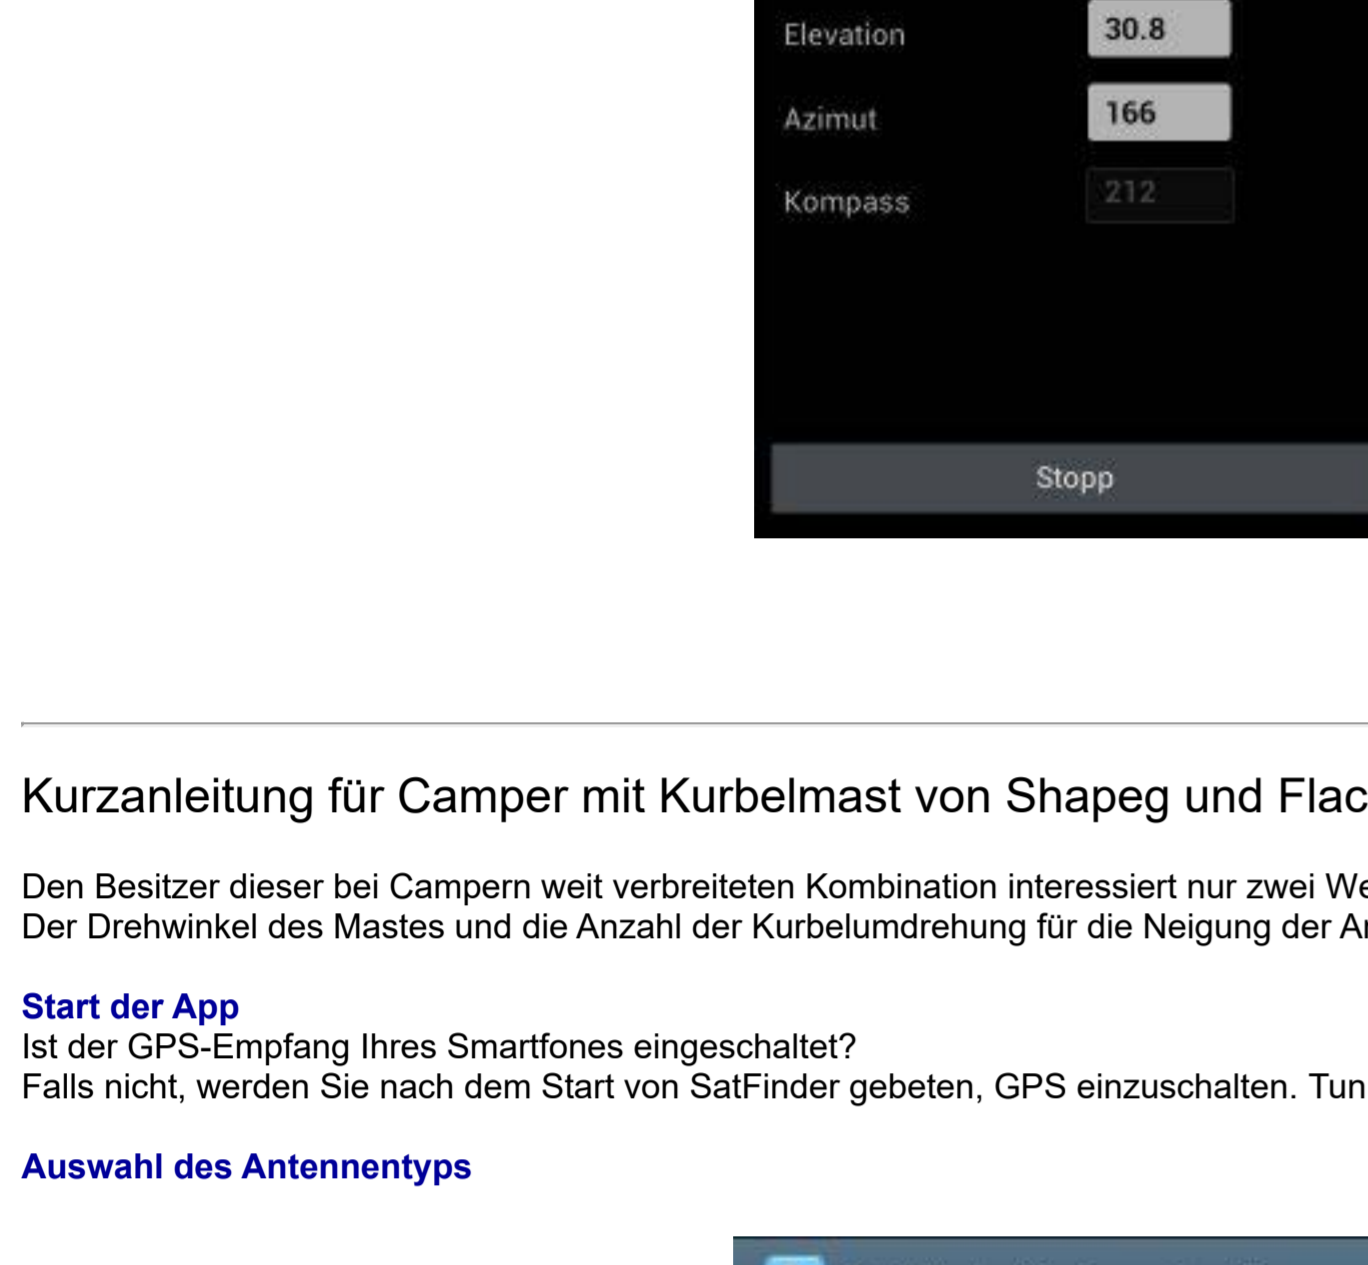 Elevation 30.8
Azimut 166
Kompass 212
Stopp
Kurzanleitung für Camper mit Kurbelmast von Shapeg und
Den Besitzer dieser bei Campern weit verbreiteten Kombination interessiert nur zwei
Der Drehwinkel des Mastes und die Anzahl der Kurbelumdrehung für die Neigung der
Start der App
Ist der GPS-Empfang Ihres Smartfones eingeschaltet?
Falls nicht, werden Sie nach dem Start von SatFinder gebeten, GPS einzuschalten. Tun
Auswahl des Antennentyps